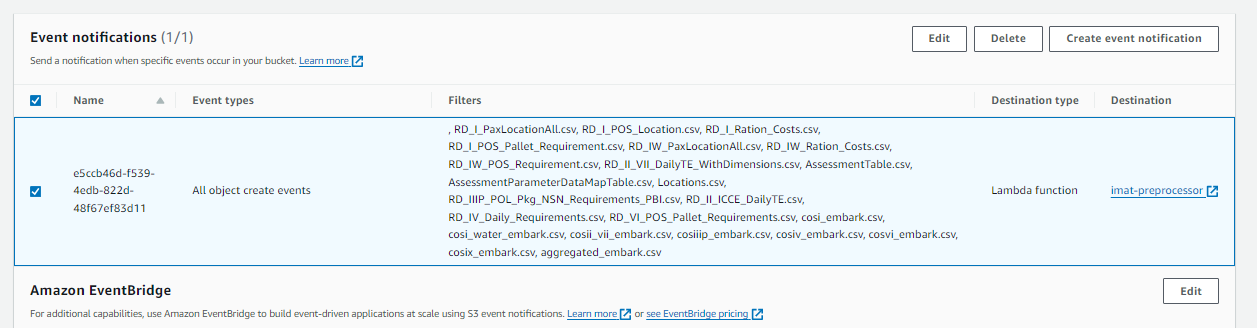 Event notifications (1/1)
Edit
Delete
Create event notification
Send a notification when specific events occur in your bucket. Learn more
Name
Event types
Filters
Destination type
Destination
e5ccb46d-f539-
4edb-822d-
48f67ef83d11
All object create events
, RD_I_PaxLocationAll.csv, RD_I_POS_Location.csv, RD_I_Ration_Costs.csv,
RD_I_POS_Pallet_Requirement.csv, RD_IW_PaxLocationAll.csv, RD_IW_Ration_Costs.csv,
RD_IW_POS_Requirement.csv, RD_II_VII_DailyTE_WithDimensions.csv, AssessmentTable.csv,
AssessmentParameterDataMapTable.csv, Locations.csv,
RD_IIIP_POL_Pkg_NSN_Requirements_PBI.csv, RD_II_ICCE_DailyTE.csv,
RD_IV_Daily_Requirements.csv, RD_VI_POS_Pallet_Requirements.csv, cosi_embark.csv,
cosi_water_embark.csv, cosii_vii_embark.csv, cosiiip_embark.csv, cosiv_embark.csv, cosvi_embark.csv,
cosix_embark.csv, aggregated_embark.csv
Lambda function
imat-preprocessor
Amazon EventBridge
Edit
For additional capabilities, use Amazon EventBridge to build event-driven applications at scale using S3 event notifications. Learn more or see EventBridge pricing